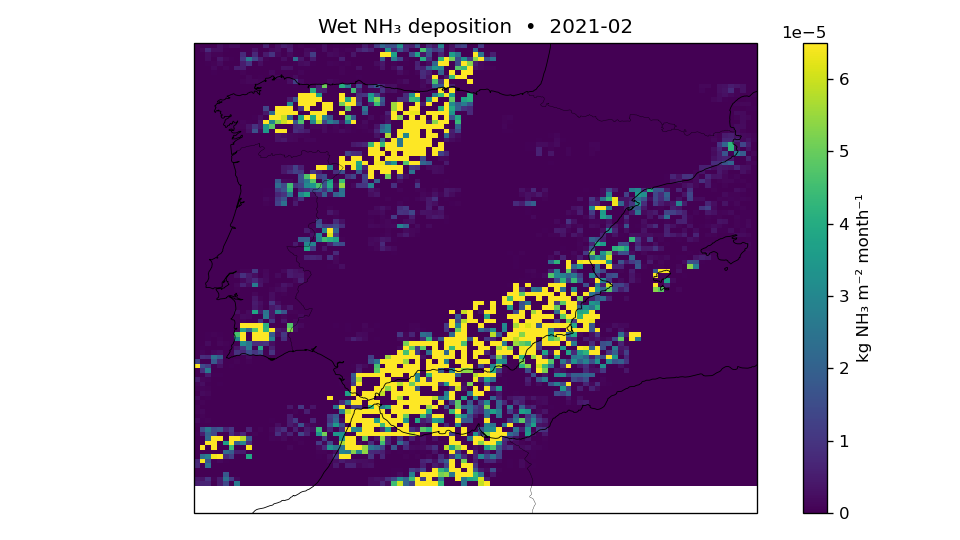 Wet NH₃ deposition • 2021-02
1e−5
6
5
4
3
2
1
0
kg NH₃ m⁻² month⁻¹